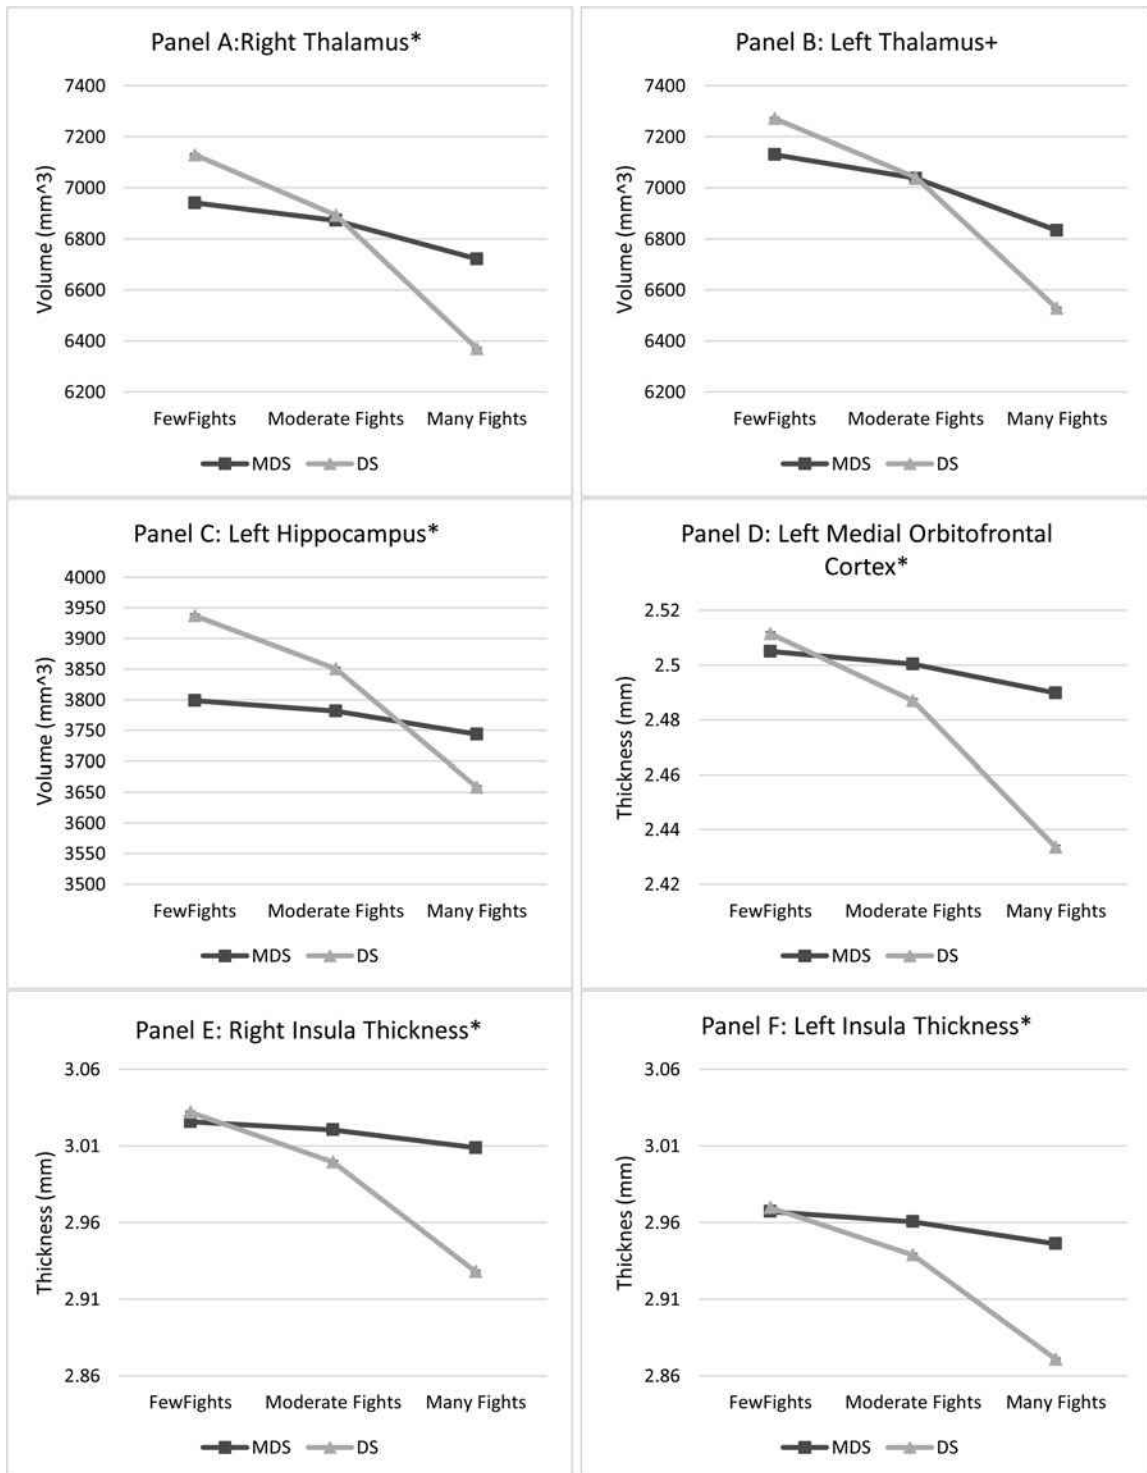 Panel A:Right Thalamus*
7400
7200
7000
6800
6600
6400
6200
Volume (mm^3)
FewFights Moderate Fights Many Fights
MDS DS
Panel B: Left Thalamus+
7400
7200
7000
6800
6600
6400
6200
Volume (mm^3)
FewFights Moderate Fights Many Fights
MDS DS
Panel C: Left Hippocampus*
4000
3950
3900
3850
3800
3750
3700
3650
3600
3550
3500
Volume (mm^3)
FewFights Moderate Fights Many Fights
MDS DS
Panel D: Left Medial Orbitofrontal
Cortex*
2.52
2.5
2.48
2.46
2.44
2.42
Thickness (mm)
FewFights Moderate Fights Many Fights
MDS DS
Panel E: Right Insula Thickness*
3.06
3.01
2.96
2.91
2.86
Thickness (mm)
FewFights Moderate Fights Many Fights
MDS DS
Panel F: Left Insula Thickness*
3.06
3.01
2.96
2.91
2.86
Thicknes (mm)
FewFights Moderate Fights Many Fights
MDS DS